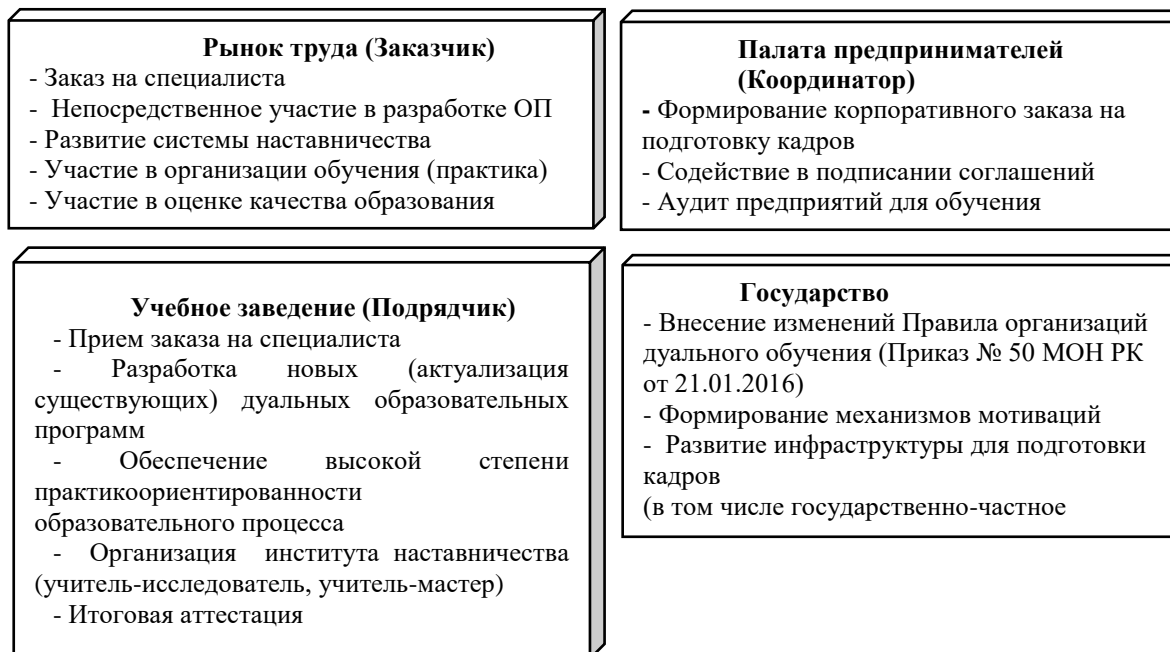 Рынок труда (Заказчик)
- Заказ на специалиста
- Непосредственное участие в разработке ОП
- Развитие системы наставничества
- Участие в организации обучения (практика)
- Участие в оценке качества образования
Палата предпринимателей
(Координатор)
- Формирование корпоративного заказа на
подготовку кадров
- Содействие в подписании соглашений
- Аудит предприятий для обучения
Учебное заведение (Подрядчик)
- Прием заказа на специалиста
- Разработка новых (актуализация
существующих) дуальных образовательных
программ
- Обеспечение высокой степени
практикоориентированности
образовательного процесса
- Организация института наставничества
(учитель-исследователь, учитель-мастер)
- Итоговая аттестация
Государство
- Внесение изменений Правила организаций
дуального обучения (Приказ № 50 МОН РК
от 21.01.2016)
- Формирование механизмов мотиваций
- Развитие инфраструктуры для подготовки
кадров
(в том числе государственно-частное